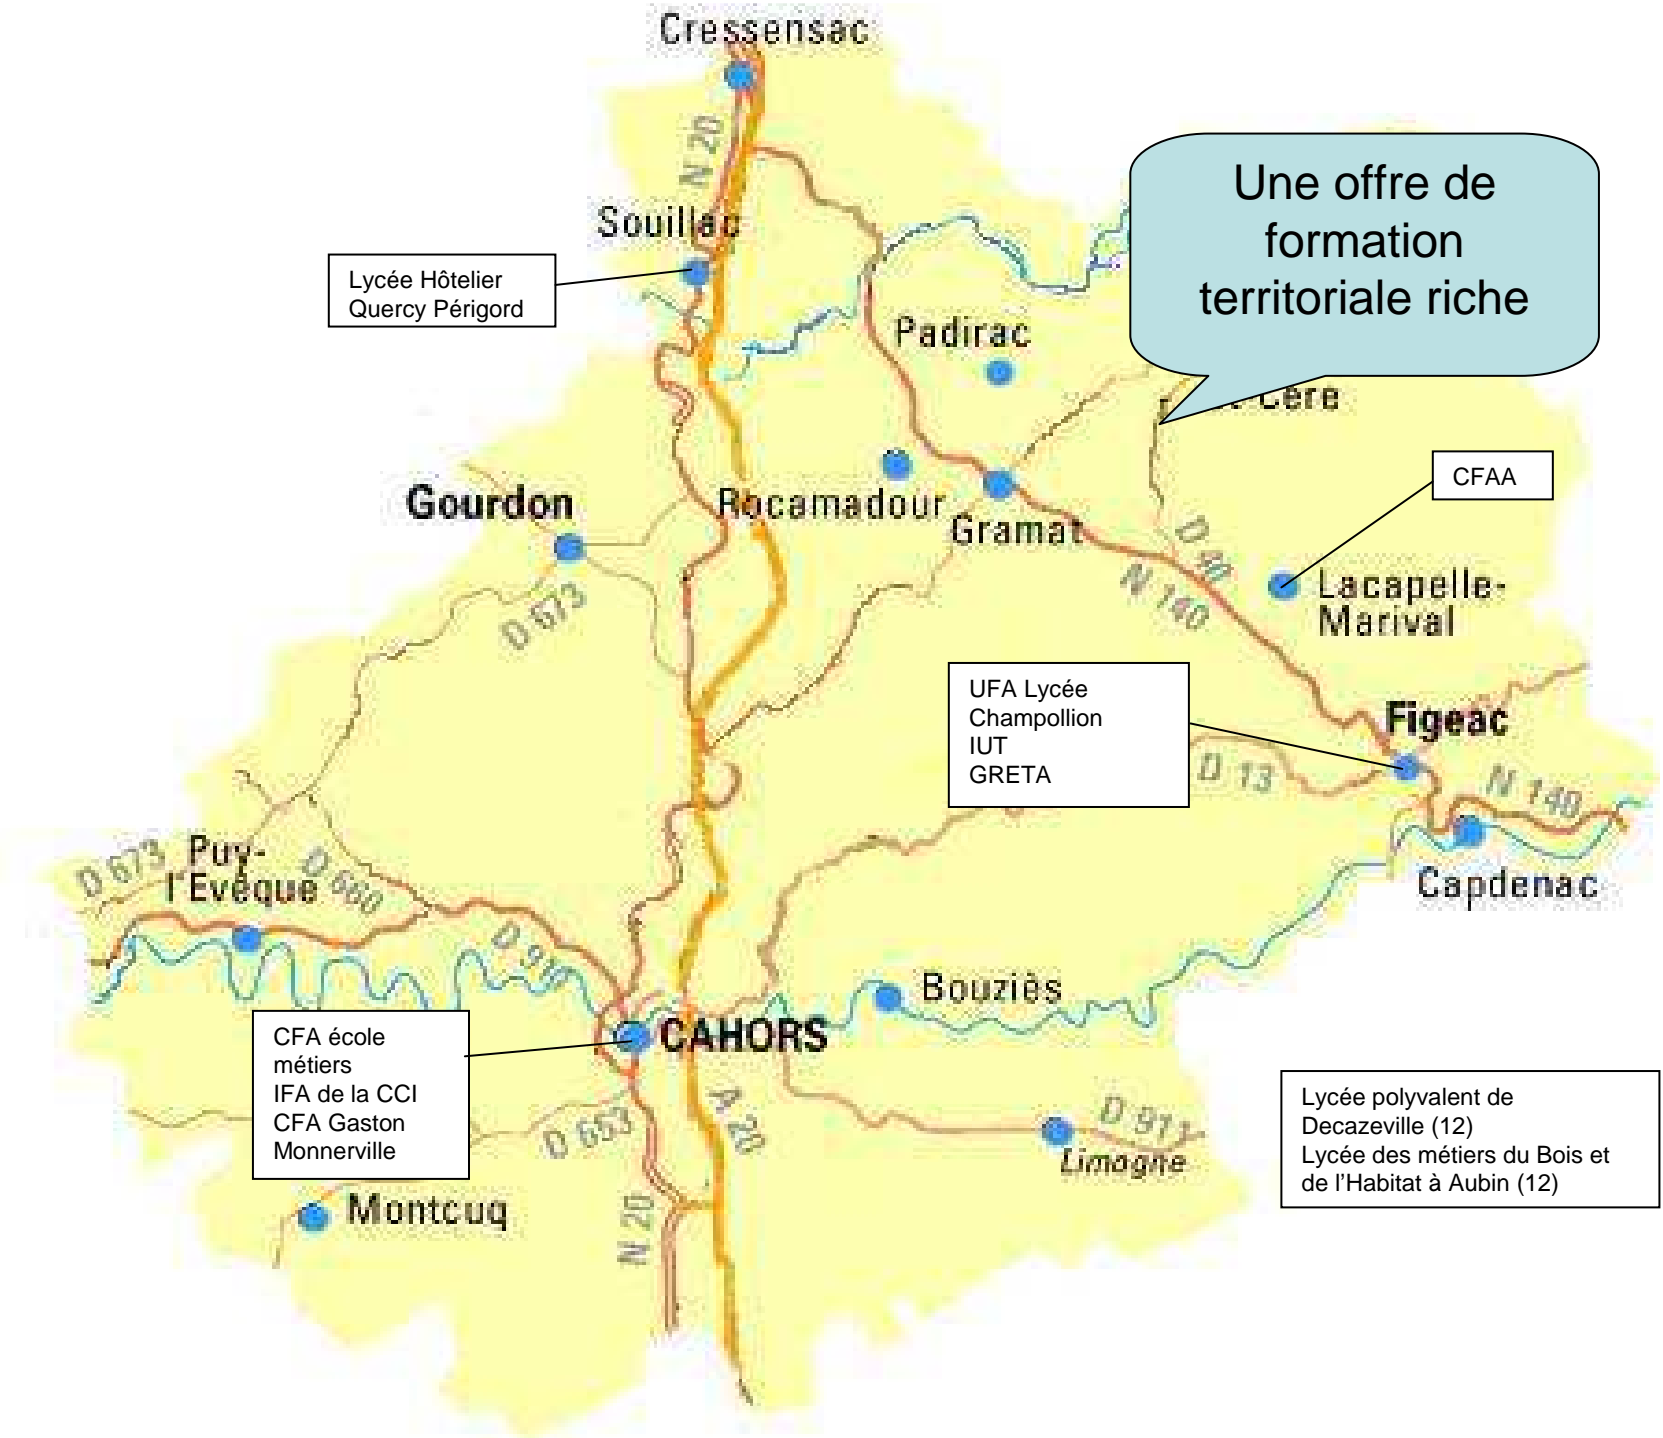 Cressensac
N 20
Souillac
Lycée Hôtelier
Quercy Périgord
Une offre de
formation
territoriale riche
Padirac
-Céré
CFAA
Gourdon
Rocamadour
Gramat
D 673
D 40
N 140
Lacapelle-
Marival
UFA Lycée
Champollion
IUT
GRETA
Figeac
D 13
N 140
Capdenac
D 673
Puy-
l'Evêque
D 660
D 910
Bouziès
CAHORS
CFA école
métiers
IFA de la CCI
CFA Gaston
Monnerville
D 653
A 20
D 911
Limogne
Lycée polyvalent de
Decazeville (12)
Lycée des métiers du Bois et
de l'Habitat à Aubin (12)
Montcuq
N 20